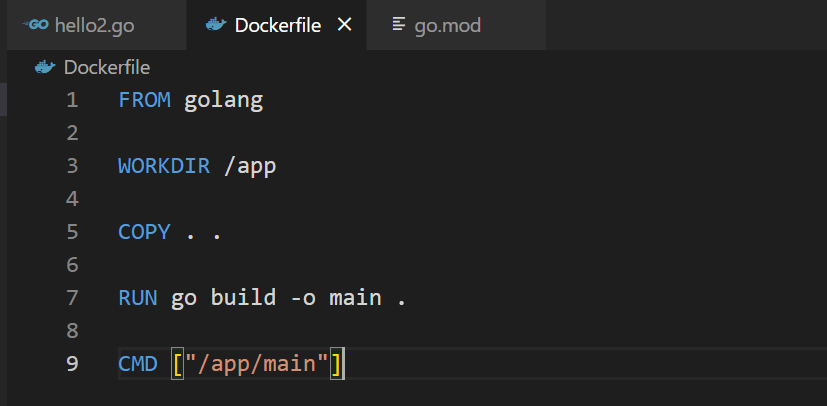 GO hello2.go Dockerfile × go.mod
Dockerfile
1 FROM golang
2
3 WORKDIR /app
4
5 COPY . .
6
7 RUN go build -o main .
8
9 CMD ["/app/main"]